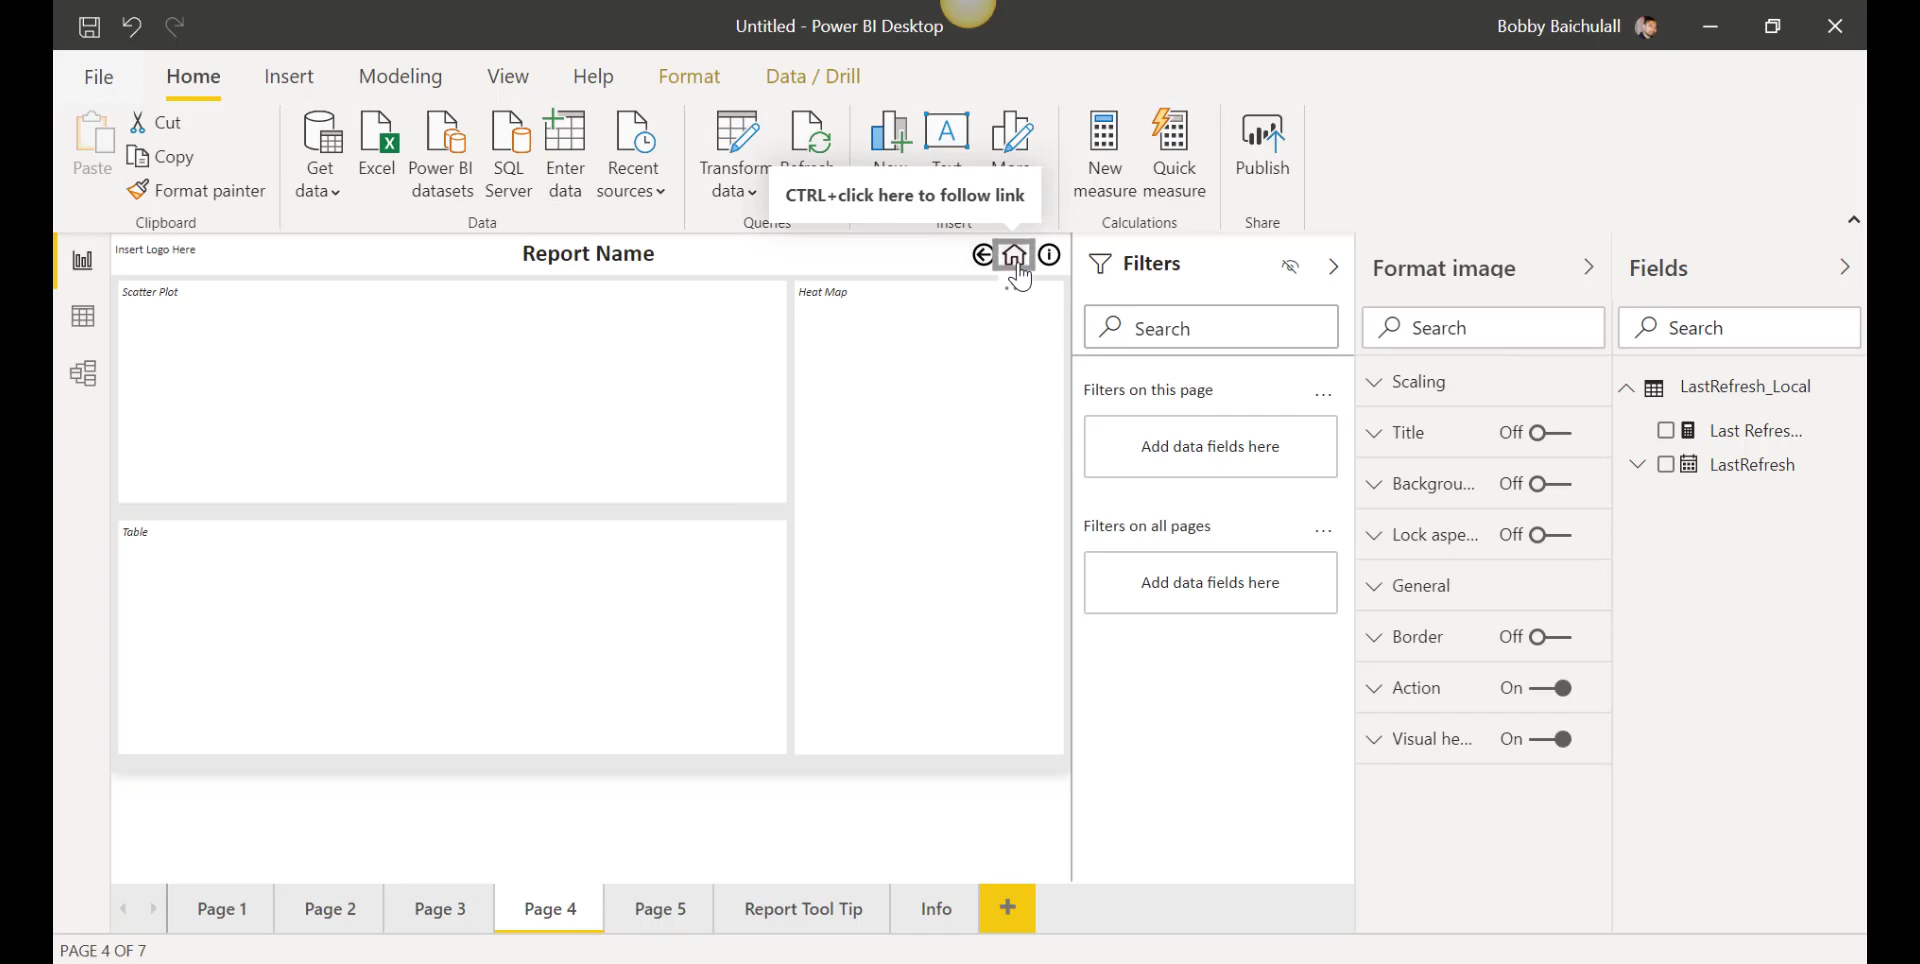 Untitled - Power BI Desktop
Bobby Baichulall
File
Home
Insert
Modeling
View
Help
Format
Data / Drill
Paste
Cut
Copy
Format painter
Clipboard
Get
data
Excel
Power BI
datasets
SQL
Server
Enter
data
Recent
sources
Data
Transform
data
Queries
CTRL+click here to follow link
Insert
New
measure
Quick
measure
Calculations
Publish
Share
Insert Logo Here
Report Name
Scatter Plot
Heat Map
Table
Filters
Search
Filters on this page
...
Add data fields here
Filters on all pages
...
Add data fields here
Format image
Search
Scaling
Title Off
Backgrou... Off
Lock aspe... Off
General
Border Off
Action On
Visual he... On
Fields
Search
LastRefresh_Local
Last Refres...
LastRefresh
Page 1
Page 2
Page 3
Page 4
Page 5
Report Tool Tip
Info
+
PAGE 4 OF 7